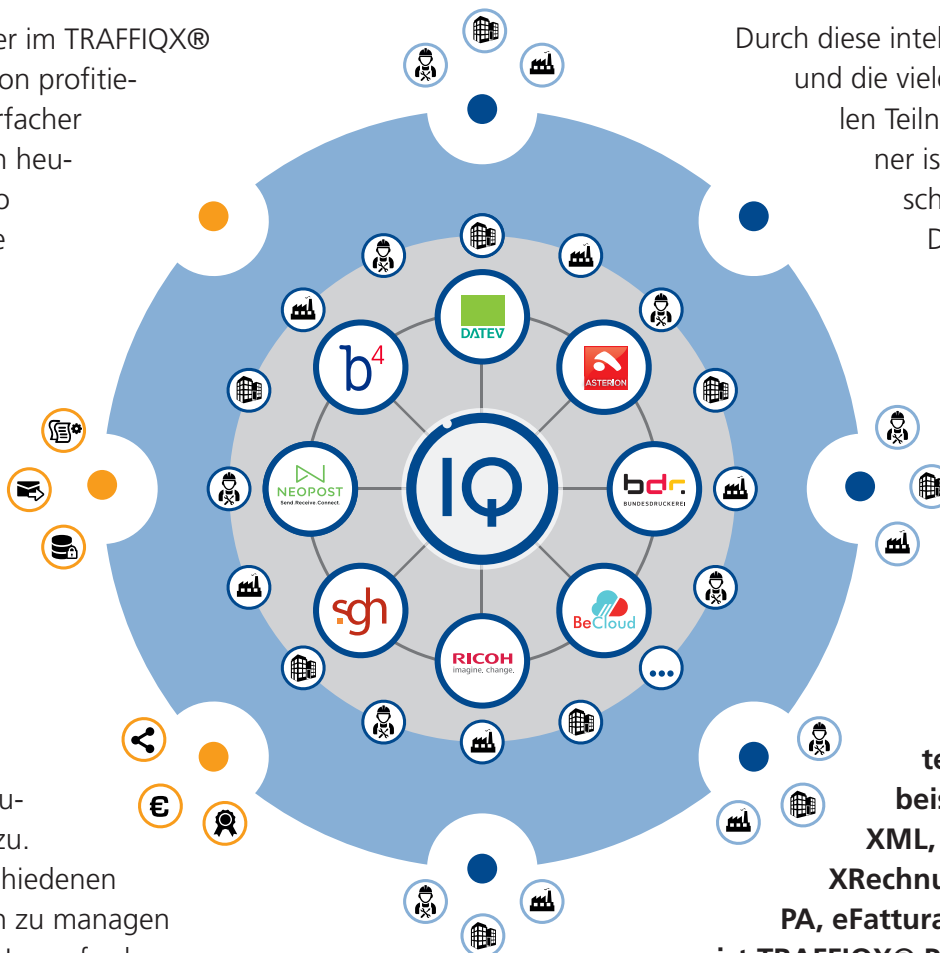 er im TRAFFIQX®
on profitie-
rfacher
n heu-
o
e
Durch diese intel
und die viel
len Teiln
ner is
sch
D
DATEV
b4
ASTERION
NEOPOST
Send.Receive.Connect.
IQ
bdr.
BUNDESDRUCKEREI
sgh
BeCloud
RICOH
imagine. change.
...
€
u-
zu.
hiedenen
n zu managen
te
beis
XML,
XRechnu
PA, eFattura
ist TRAFFIQX®